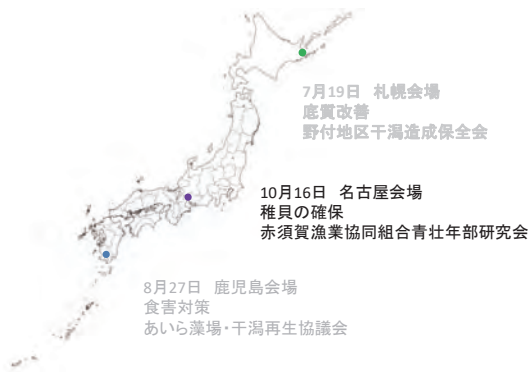 7月19日 札幌会場
底質改善
野付地区干潟造成保全会
10月16日 名古屋会場
稚貝の確保
赤須賀漁業協同組合青壮年部研究会
8月27日 鹿児島会場
食害対策
あいら藻場・干潟再生協議会